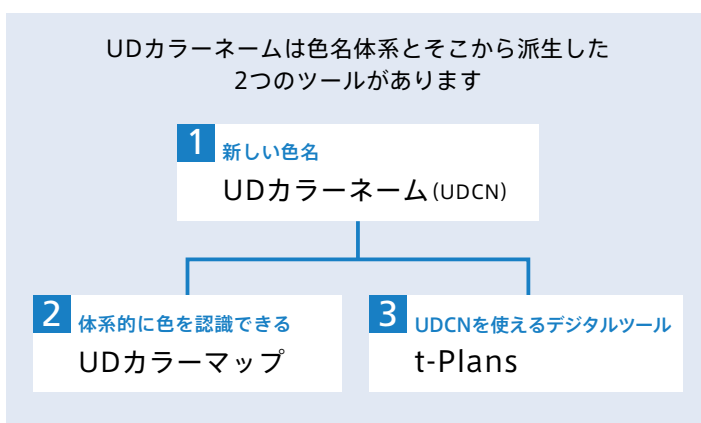 UDカラーネームは色名体系とそこから派生した
2つのツールがあります
1 新しい色名
UDカラーネーム(UDCN)
2 体系的に色を認識できる
UDカラーマップ
3 UDCNを使えるデジタルツール
t-Plans